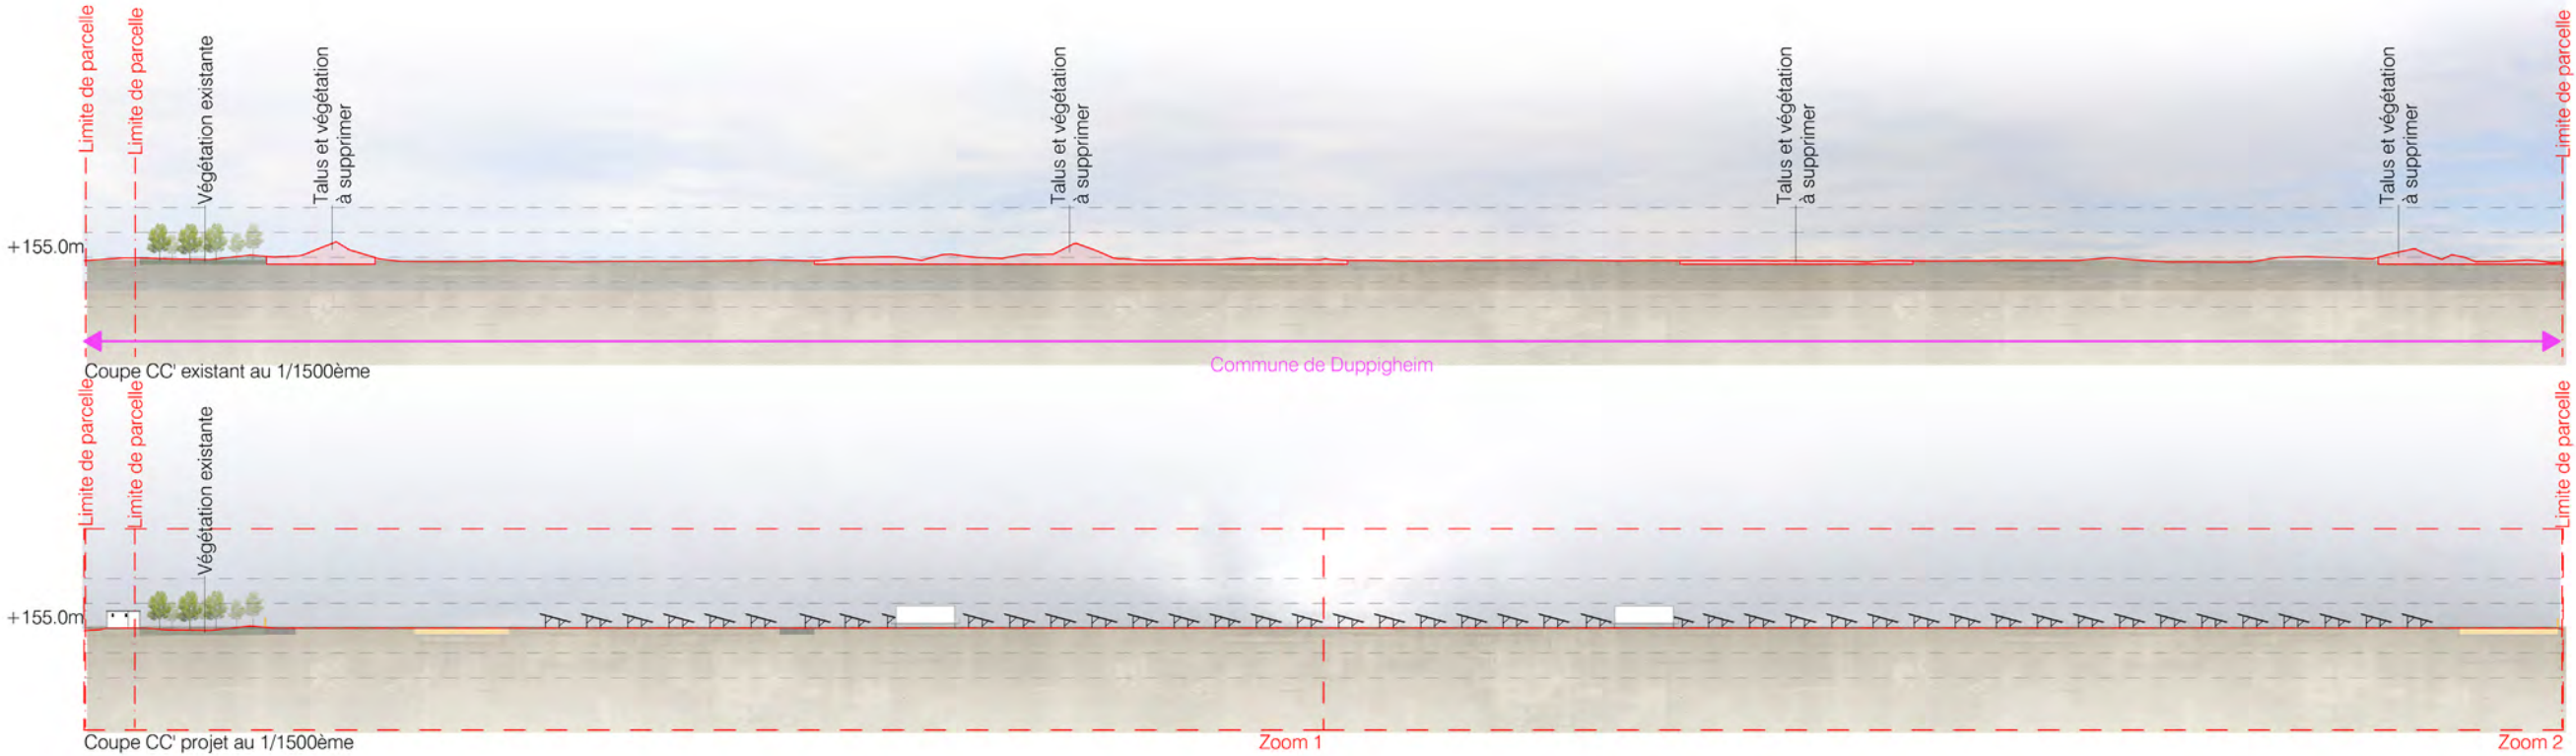 Limite de parcelle
Limite de parcelle
Végétation existante
Talus et végétation
à supprimer
Talus et végétation
à supprimer
Talus et végétation
à supprimer
Talus et végétation
à supprimer
Limite de parcelle
+155.0m
Commune de Duppigheim
Coupe CC' existant au 1/1500ème
Limite de parcelle
Limite de parcelle
Végétation existante
Limite de parcelle
+155.0m
Coupe CC' projet au 1/1500ème
Zoom 1
Zoom 2